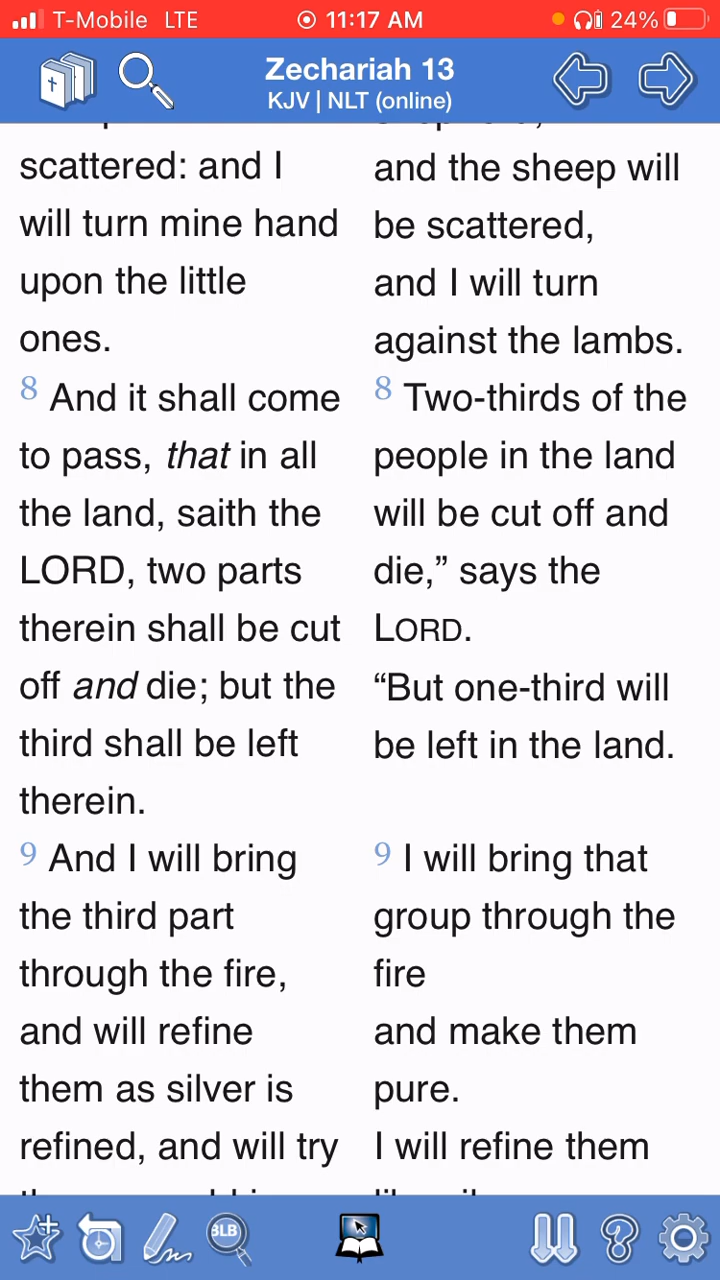 T-Mobile LTE 11:17 AM 24%
Zechariah 13
KJV | NLT (online)
scattered: and I
will turn mine hand
upon the little
ones.
8 And it shall come
to pass, that in all
the land, saith the
LORD, two parts
therein shall be cut
off and die; but the
third shall be left
therein.
9 And I will bring
the third part
through the fire,
and will refine
them as silver is
refined, and will try
and the sheep will
be scattered,
and I will turn
against the lambs.
8 Two-thirds of the
people in the land
will be cut off and
die,” says the
LORD.
“But one-third will
be left in the land.
9 I will bring that
group through the
fire
and make them
pure.
I will refine them
BLB